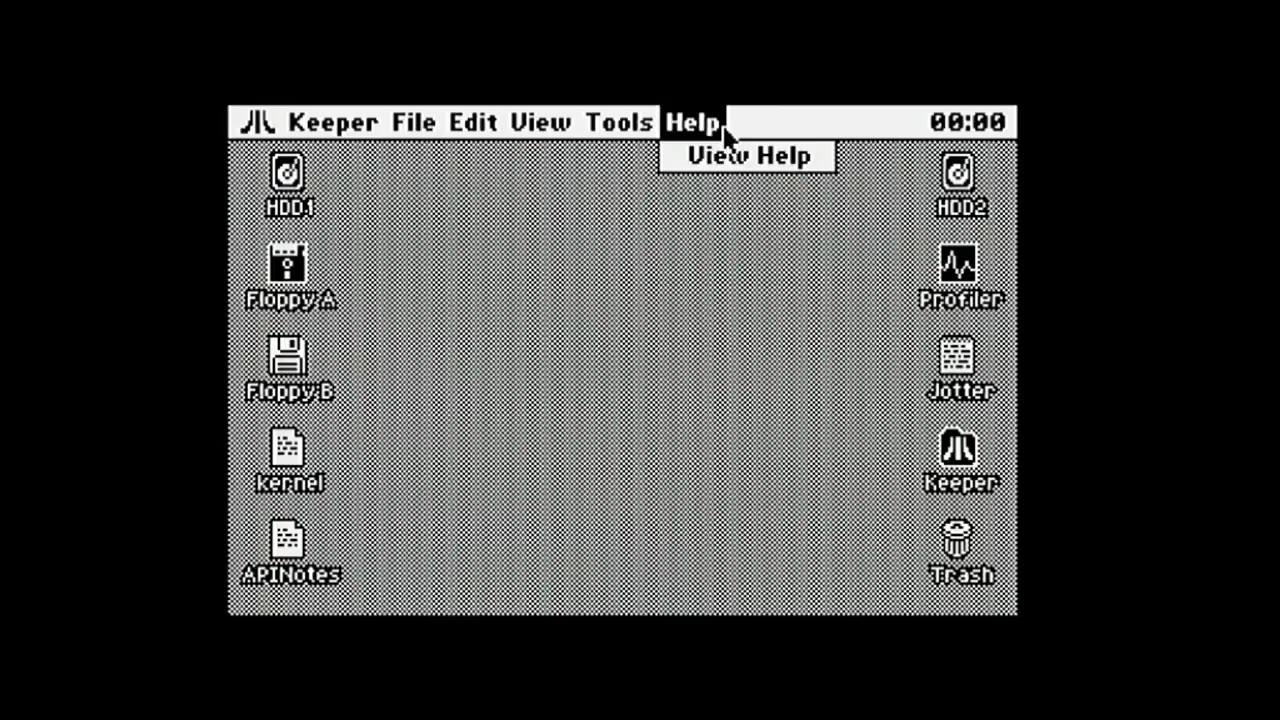 Keeper File Edit View Tools Help 00:00
View Help
HDD1 HDD2
Floppy A Profiler
Floppy B Jotter
kernel Keeper
APINotes Trash